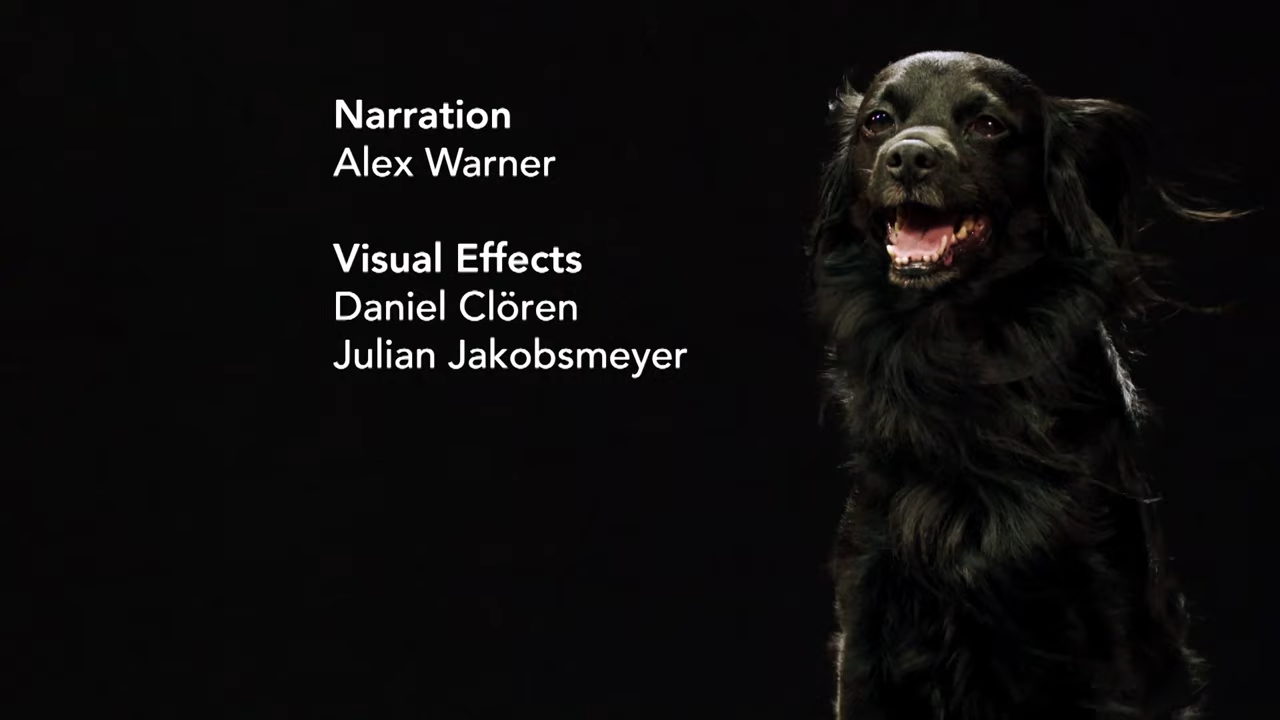 Narration
Alex Warner
Visual Effects
Daniel Clören
Julian Jakobsmeyer